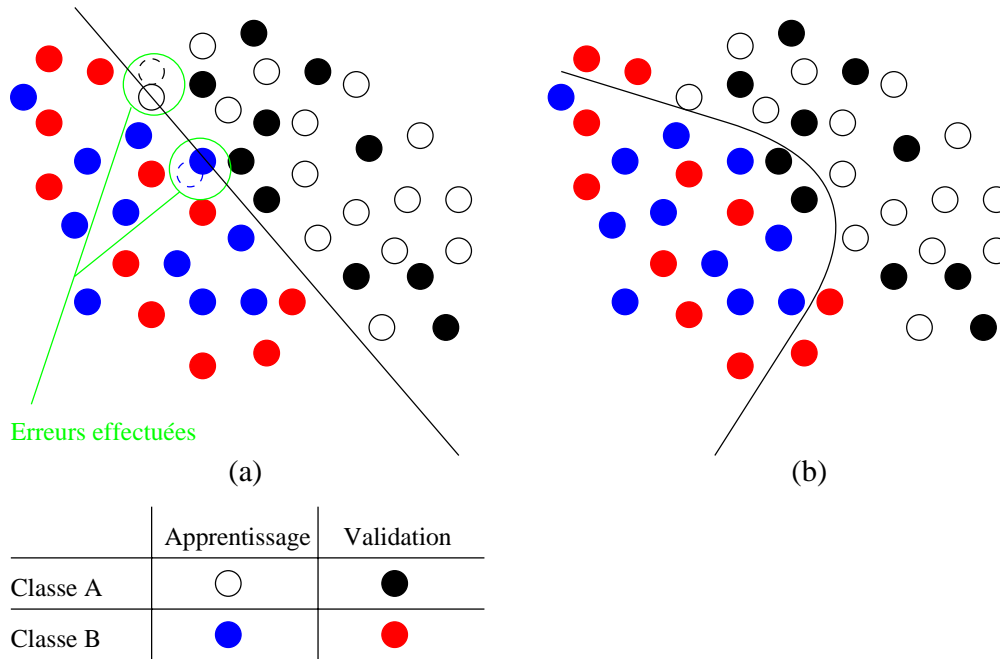 Erreurs effectuées
(a)
(b)
Apprentissage Validation
Classe A
Classe B